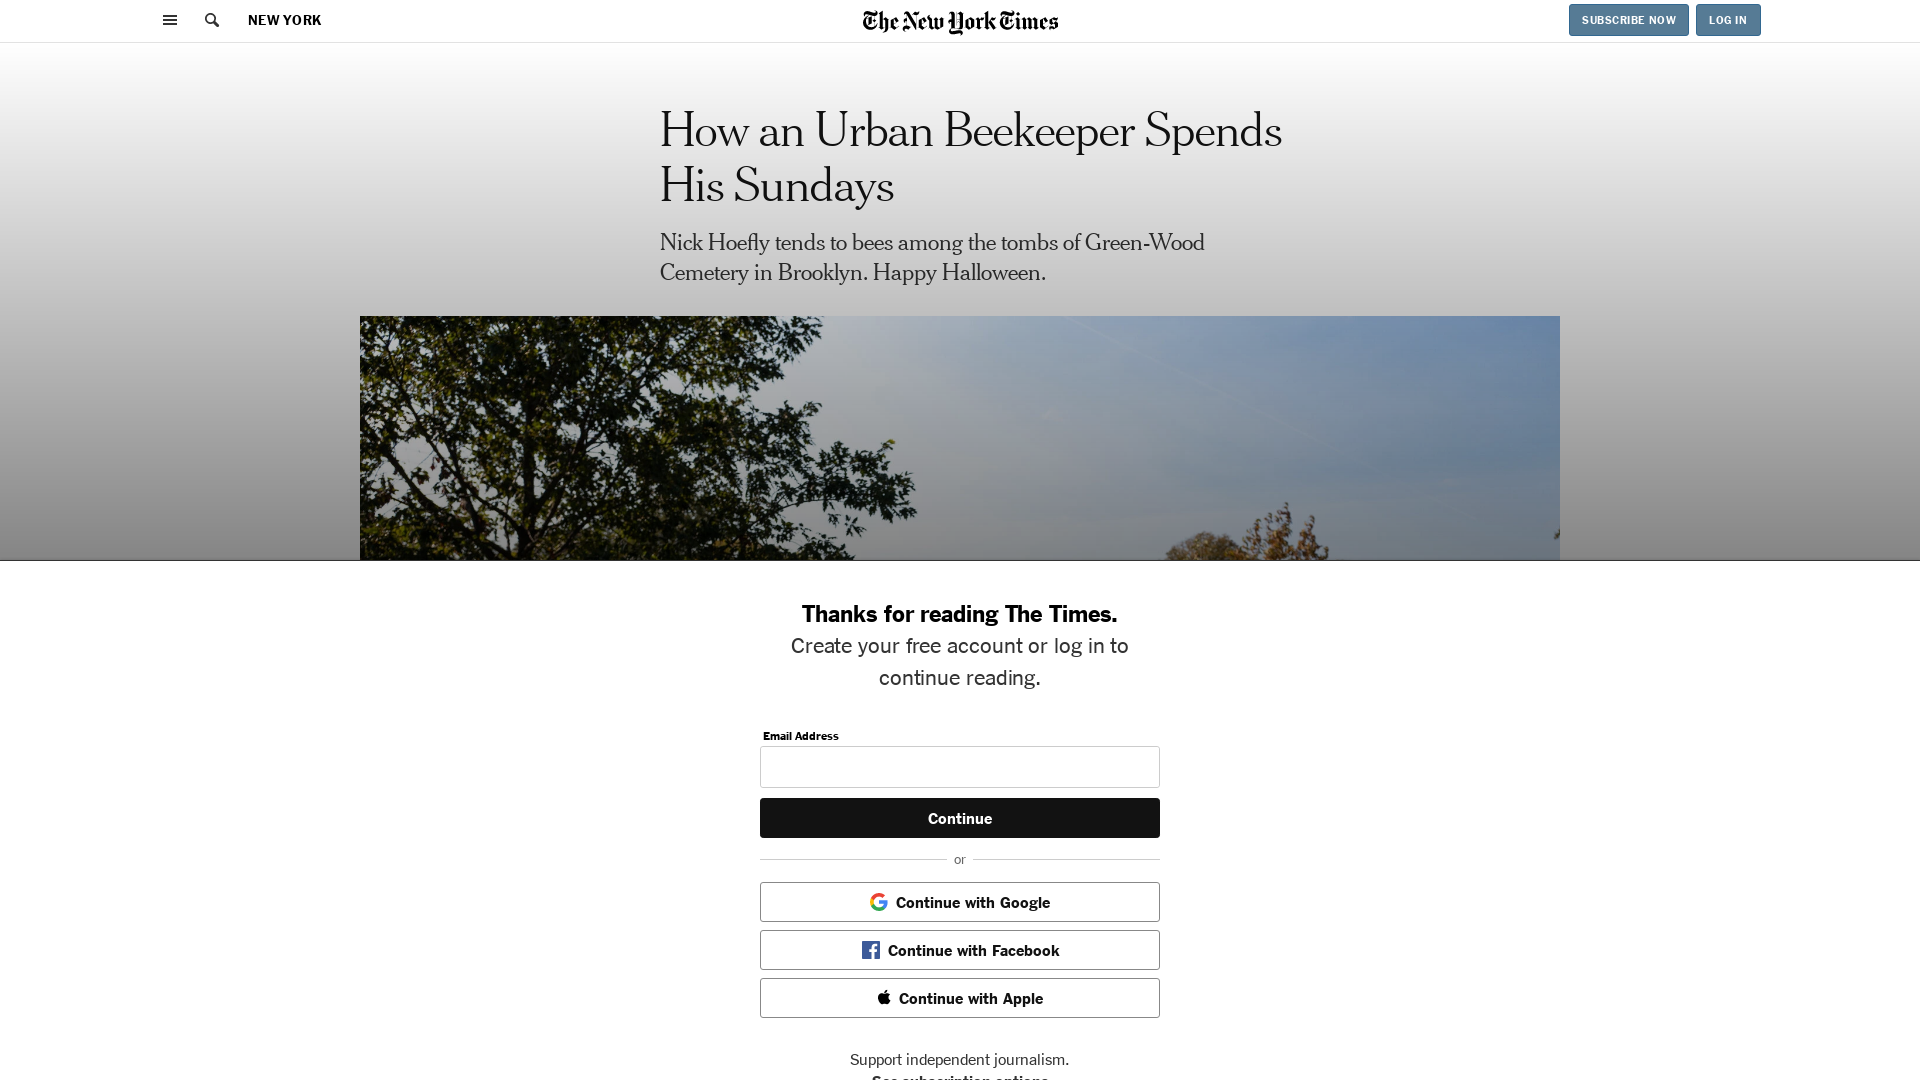 NEW YORK
The New York Times
SUBSCRIBE NOW
LOG IN
How an Urban Beekeeper Spends
His Sundays
Nick Hoefly tends to bees among the tombs of Green-Wood
Cemetery in Brooklyn. Happy Halloween.
Thanks for reading The Times.
Create your free account or log in to
continue reading.
Email Address
Continue
or
Continue with Google
Continue with Facebook
Continue with Apple
Support independent journalism.
See subscription options.